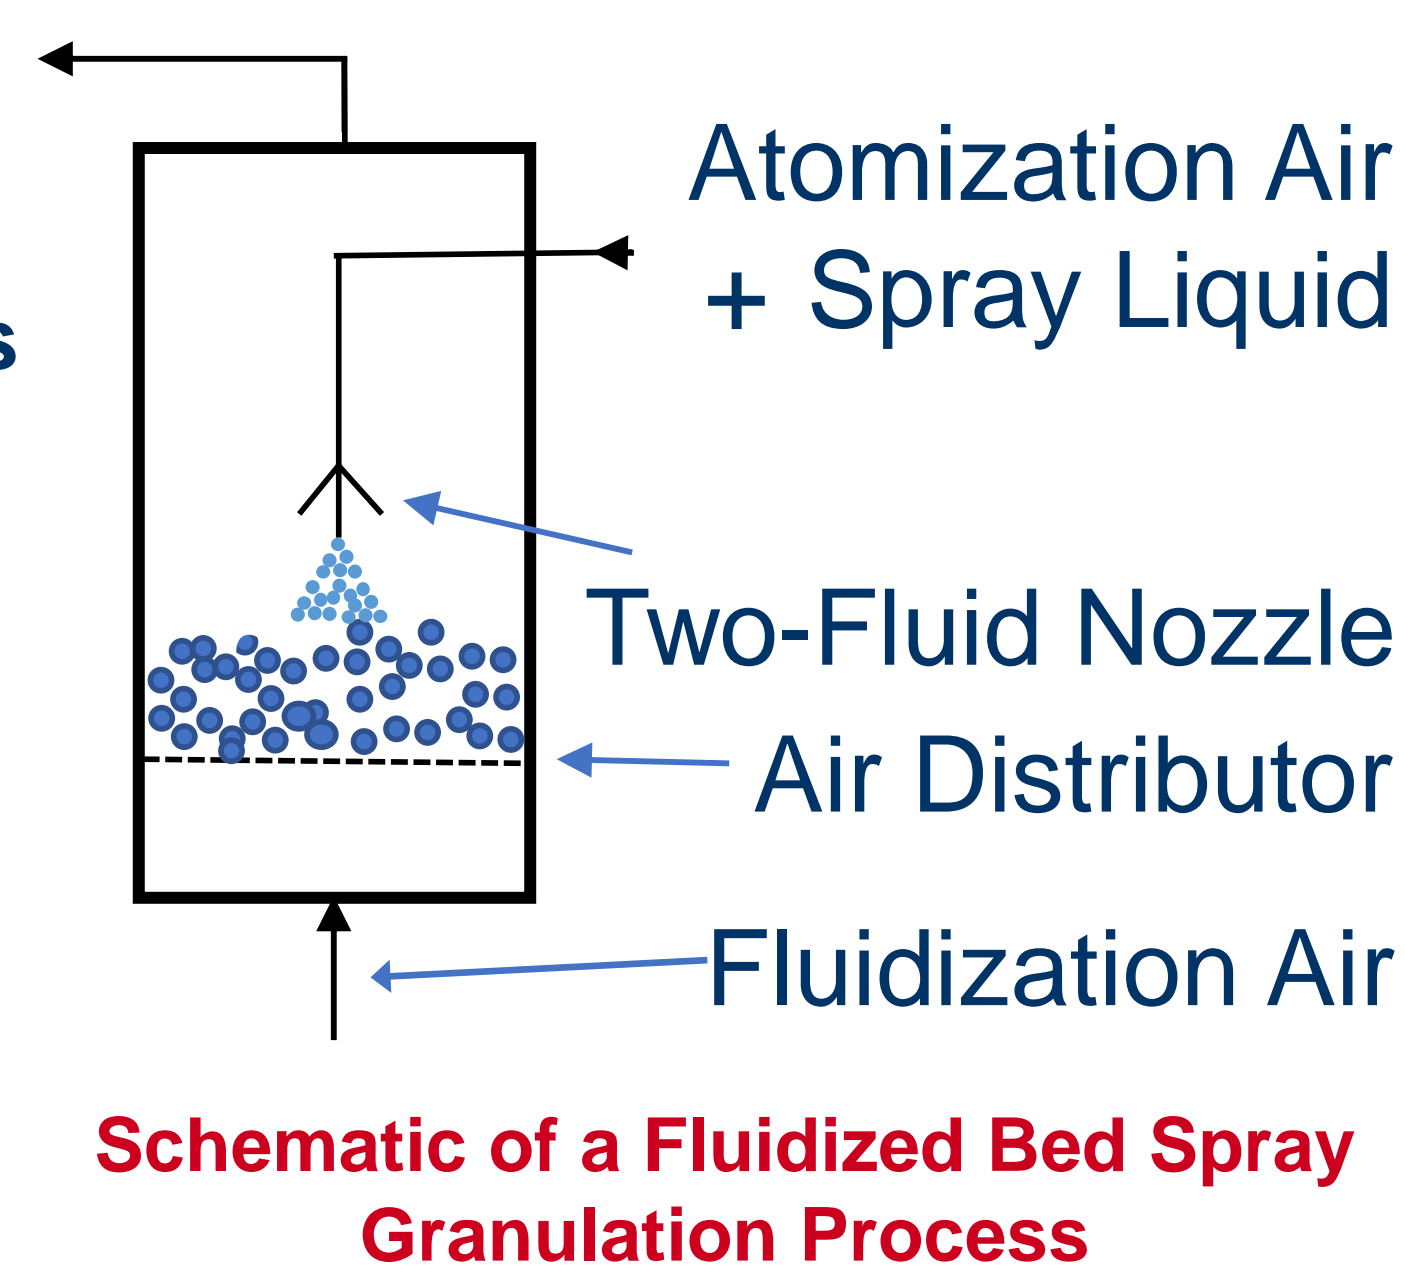 Atomization Air
+ Spray Liquid
s
Two-Fluid Nozzle
Air Distributor
Fluidization Air
Schematic of a Fluidized Bed Spray
Granulation Process